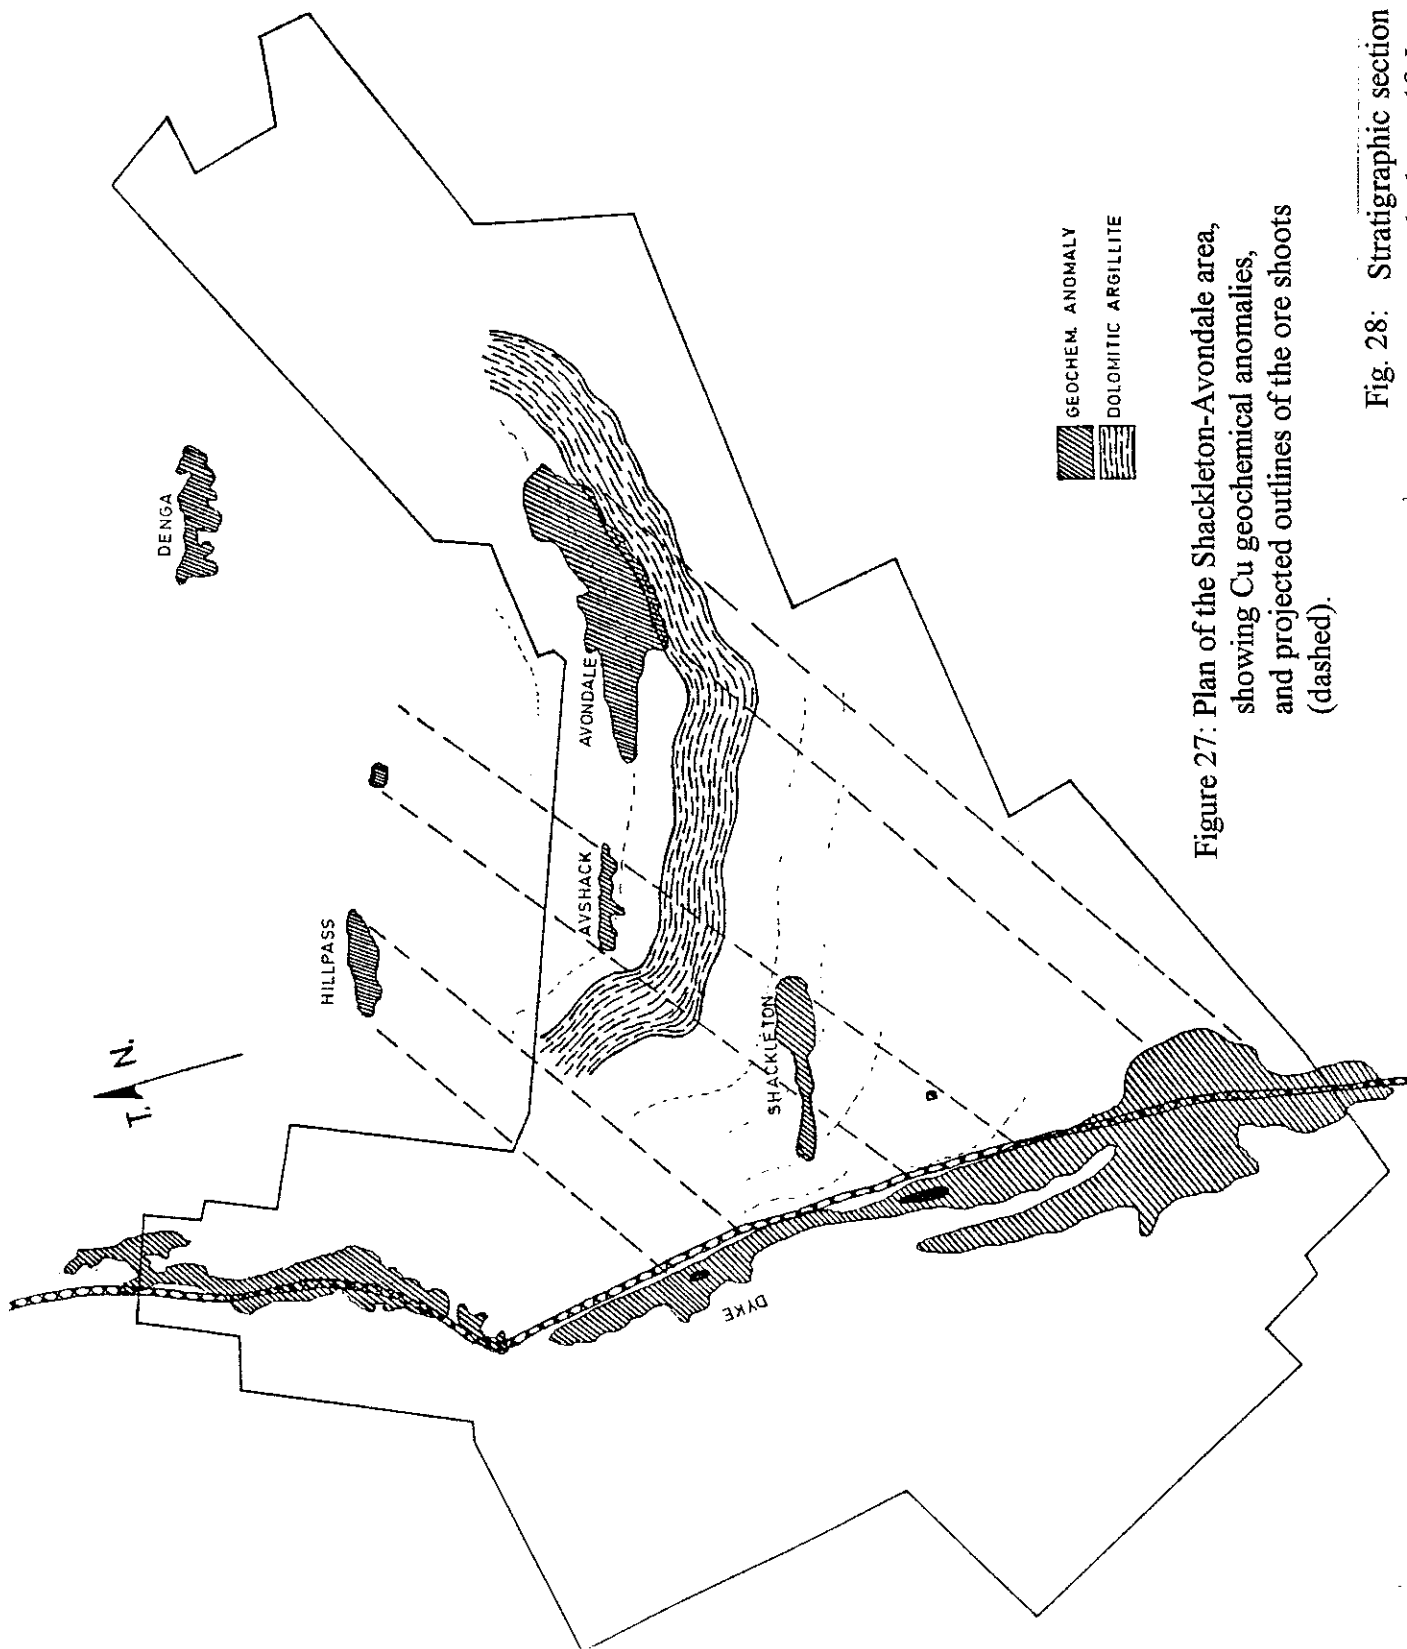 T. N.
DENGA
HILLPASS
AVSHACK
AVONDALE
SHACKLETON
DYKE
GEOCHEM. ANOMALY
DOLOMITIC ARGILLITE
Figure 27: Plan of the Shackleton-Avondale area,
showing Cu geochemical anomalies,
and projected outlines of the ore shoots
(dashed).
Fig. 28: Stratigraphic section